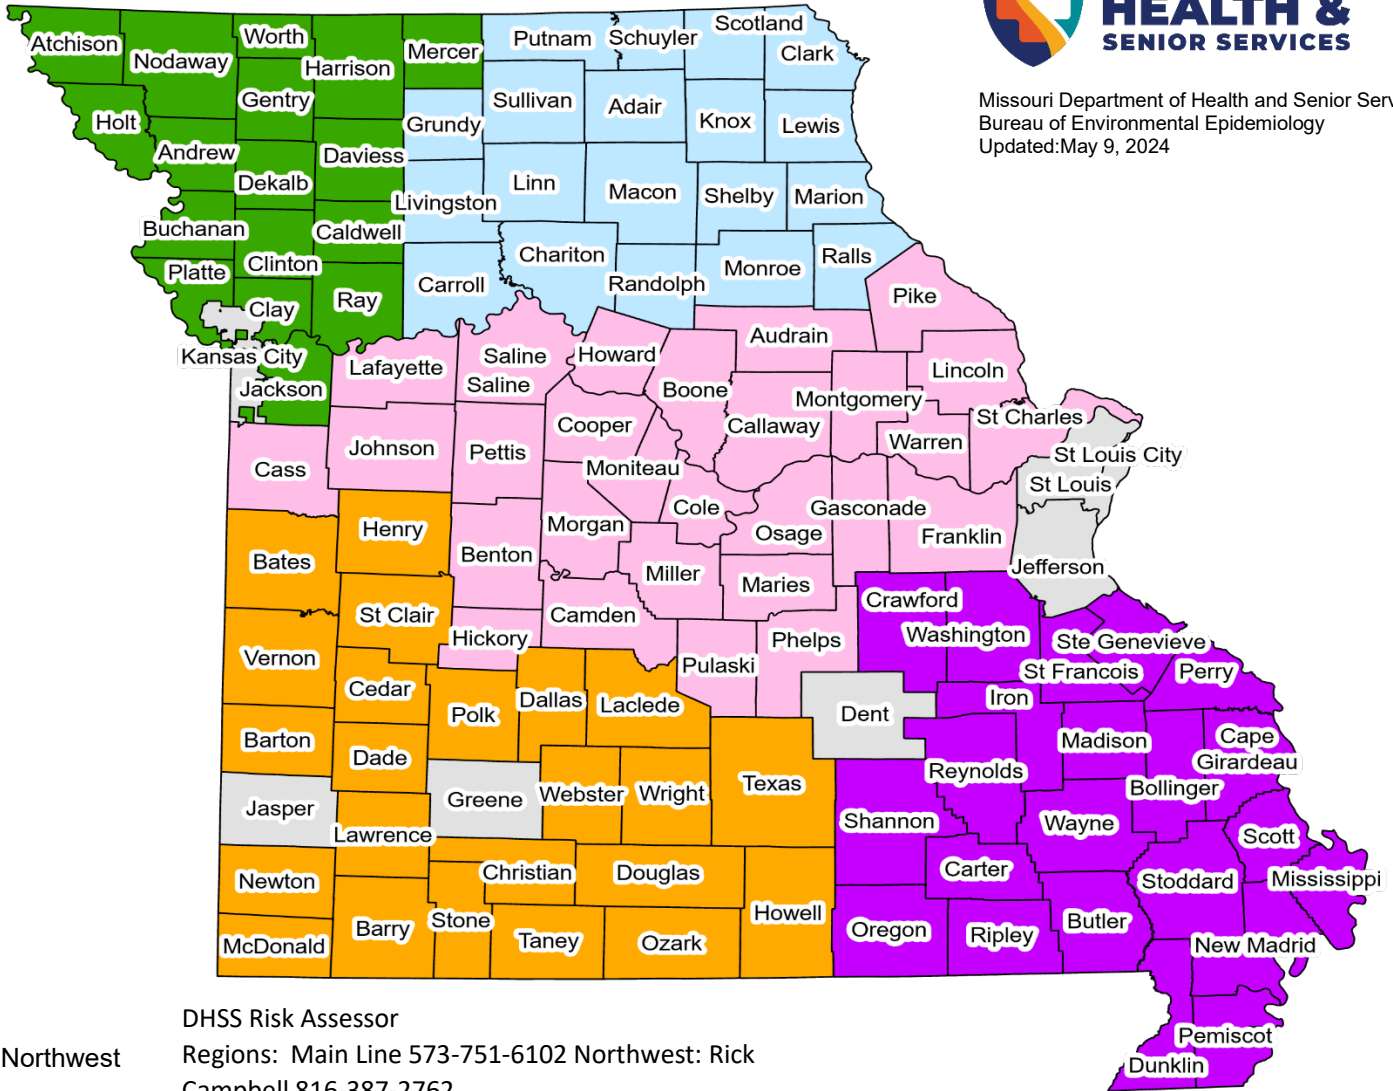 HEALTH &
SENIOR SERVICES
Missouri Department of Health and Senior Serv
Bureau of Environmental Epidemiology
Updated:May 9, 2024
Atchison
Nodaway
Worth
Harrison
Mercer
Putnam
Schuyler
Scotland
Clark
Gentry
Holt
Grundy
Sullivan
Adair
Knox
Lewis
Andrew
Dekalb
Daviess
Livingston
Linn
Macon
Shelby
Marion
Buchanan
Clinton
Caldwell
Chariton
Randolph
Monroe
Ralls
Platte
Clay
Ray
Carroll
Pike
Kansas City
Jackson
Lafayette
Saline
Saline
Howard
Boone
Audrain
Callaway
Montgomery
Lincoln
St Charles
Warren
St Louis City
St Louis
Cass
Johnson
Pettis
Cooper
Moniteau
Cole
Osage
Gasconade
Franklin
Jefferson
Bates
Henry
Benton
Morgan
Miller
Maries
Crawford
Washington
Ste Genevieve
St Francois
Perry
Vernon
St Clair
Hickory
Camden
Pulaski
Phelps
Dent
Iron
Cedar
Polk
Dallas
Laclede
Barton
Dade
Madison
Cape
Girardeau
Jasper
Lawrence
Greene
Webster
Wright
Texas
Reynolds
Bollinger
Shannon
Wayne
Scott
Newton
Christian
Douglas
Carter
Stoddard
Mississippi
McDonald
Barry
Stone
Taney
Ozark
Howell
Oregon
Ripley
Butler
New Madrid
Pemiscot
Dunklin
DHSS Risk Assessor
Northwest
Regions: Main Line 573-751-6102 Northwest: Rick
Campbell 816-387-2762